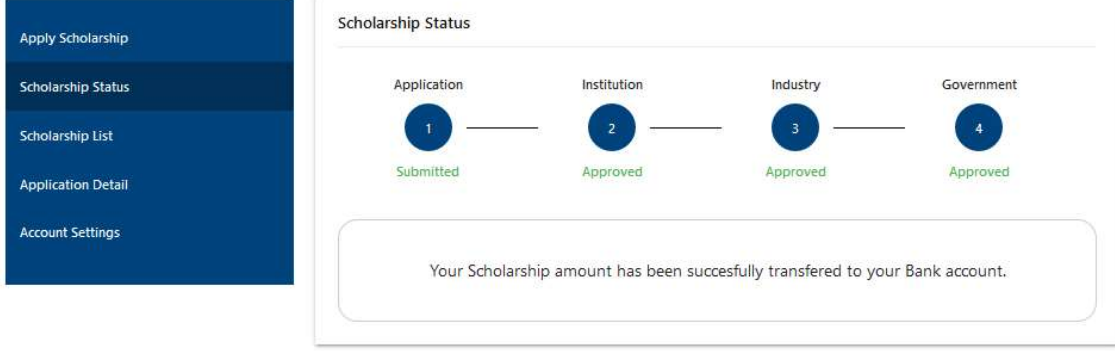 Apply Scholarship
Scholarship Status
Scholarship List
Application Detail
Account Settings
Scholarship Status
Application Institution Industry Government
1 2 3 4
Submitted Approved Approved Approved
Your Scholarship amount has been succesfully transfered to your Bank account.